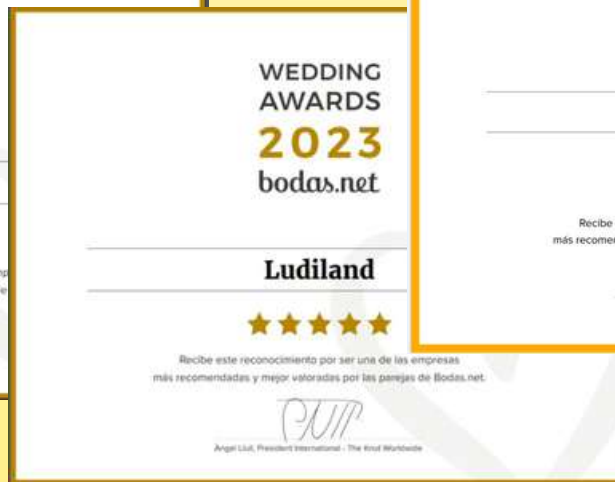 WEDDING
AWARDS
2023
bodas.net
Ludiland
Recibe este reconocimiento por ser una de las empresas
más recomendadas y mejor valoradas por las parejas de Bodas.net.
Ángel Llull, President International - The Knot Worldwide
Recibe
más recomen